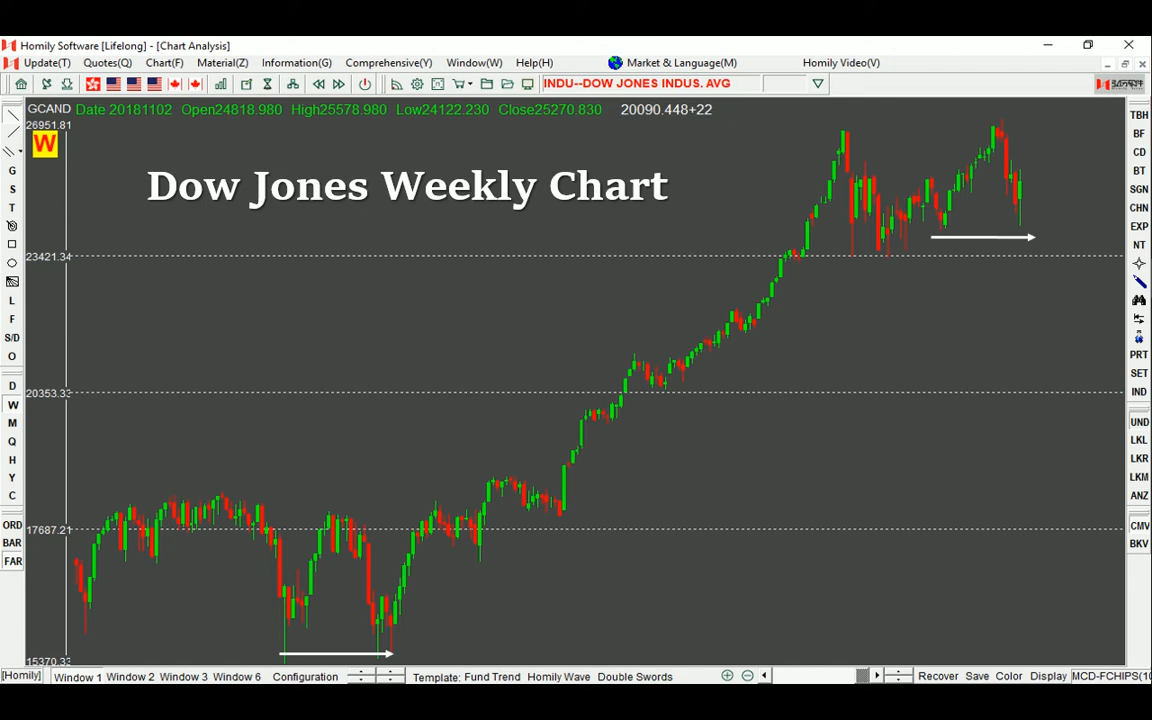 Homily Software [Lifelong] - [Chart Analysis]
Update(T) Quotes(Q) Chart(F) Material(Z) Information(G) Comprehensive(Y) Window(W) Help(H) Market & Language(M) Homily Video(V)
INDU--DOW JONES INDUS. AVG
GCAND Date 20181102 Open24818.980 High25578.980 Low24122.230 Close25270.830 20090.448+22
26951.81
W
Dow Jones Weekly Chart
23421.34
20353.33
17687.21
15370.33
G
S
T
L
F
S/D
O
D
W
M
Q
H
Y
C
ORD
BAR
FAR
TBH
BF
CD
BT
SGN
CHN
EXP
NT
PRT
SET
IND
UND
LKL
LKR
LKM
ANZ
CMV
BKV
[Homily] Window 1 Window 2 Window 3 Window 6 Configuration Template: Fund Trend Homily Wave Double Swords Recover Save Color Display MCD-FCHIPS(10